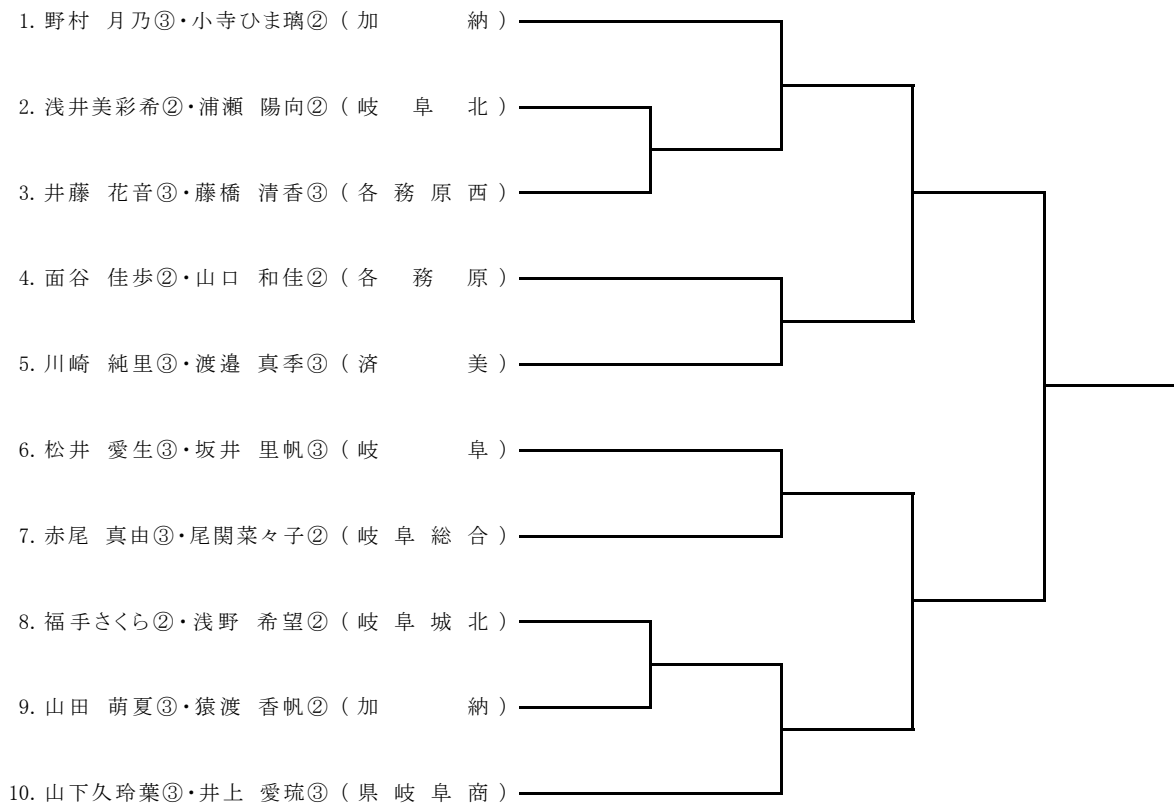 1. 野村 月乃③・小寺ひま璃② ( 加 納 )
2. 浅井美彩希②・浦瀬 陽向② ( 岐 阜 北 )
3. 井藤 花音③・藤橋 清香③ ( 各 務 原 西 )
4. 面谷 佳歩②・山口 和佳② ( 各 務 原 )
5. 川崎 純里③・渡邉 真季③ ( 済 美 )
6. 松井 愛生③・坂井 里帆③ ( 岐 阜 )
7. 赤尾 真由③・尾関菜々子② ( 岐 阜 総 合 )
8. 福手さくら②・浅野 希望② ( 岐 阜 城 北 )
9. 山田 萌夏③・猿渡 香帆② ( 加 納 )
10. 山下久玲葉③・井上 愛琉③ ( 県 岐 阜 商 )